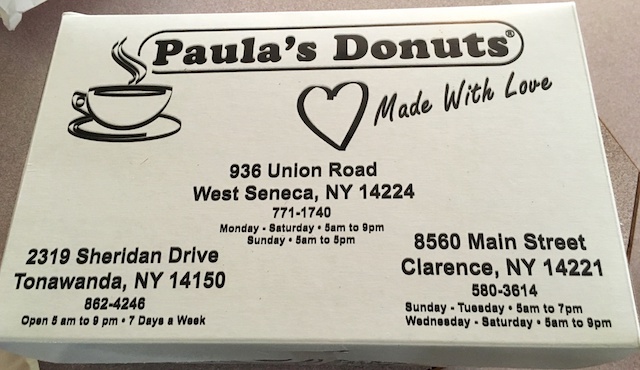 Paula's Donuts®
Made With Love
936 Union Road
West Seneca, NY 14224
771-1740
Monday - Saturday • 5am to 9pm
Sunday • 5am to 5pm
2319 Sheridan Drive
Tonawanda, NY 14150
862-4246
Open 5 am to 9 pm • 7 Days a Week
8560 Main Street
Clarence, NY 14221
580-3614
Sunday - Tuesday • 5am to 7pm
Wednesday - Saturday • 5am to 9pm